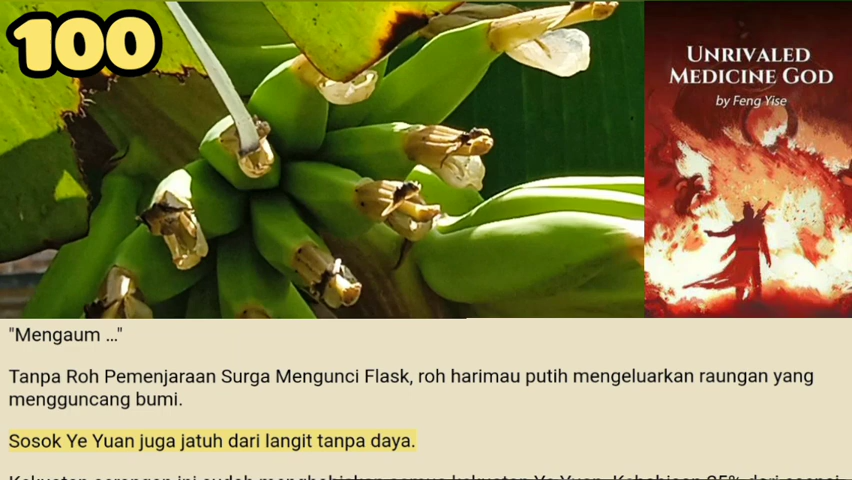 100
UNRIVALED
MEDICINE GOD
by Feng Yise
"Mengaum ..."
Tanpa Roh Pemenjaraan Surga Mengunci Flask, roh harimau putih mengeluarkan raungan yang
mengguncang bumi.
Sosok Ye Yuan juga jatuh dari langit tanpa daya.